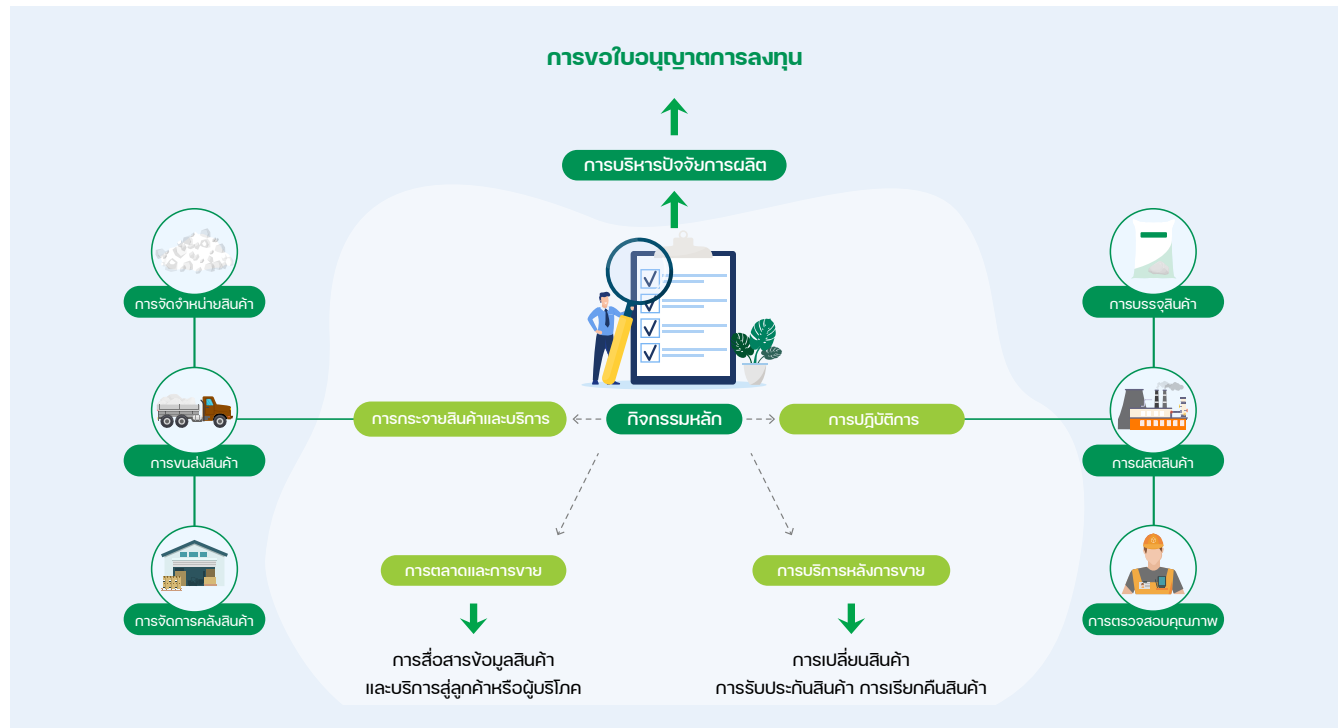 การขอใบอนุญาตการลงทุน
การบริหารปัจจัยการผลิต
การจัดจำหน่ายสินค้า
การบรรจุสินค้า
การกระจายสินค้าและบริการ
กิจกรรมหลัก
การปฎิบัติการ
การขนส่งสินค้า
การผลิตสินค้า
การตลาดและการขาย
การบริการหลังการขาย
การจัดการคลังสินค้า
การตรวจสอบคุณภาพ
การสื่อสารข้อมูลสินค้า
และบริการสู่ลูกค้าหรือผู้บริโภค
การเปลี่ยนสินค้า
การรับประกันสินค้า การเรียกคืนสินค้า